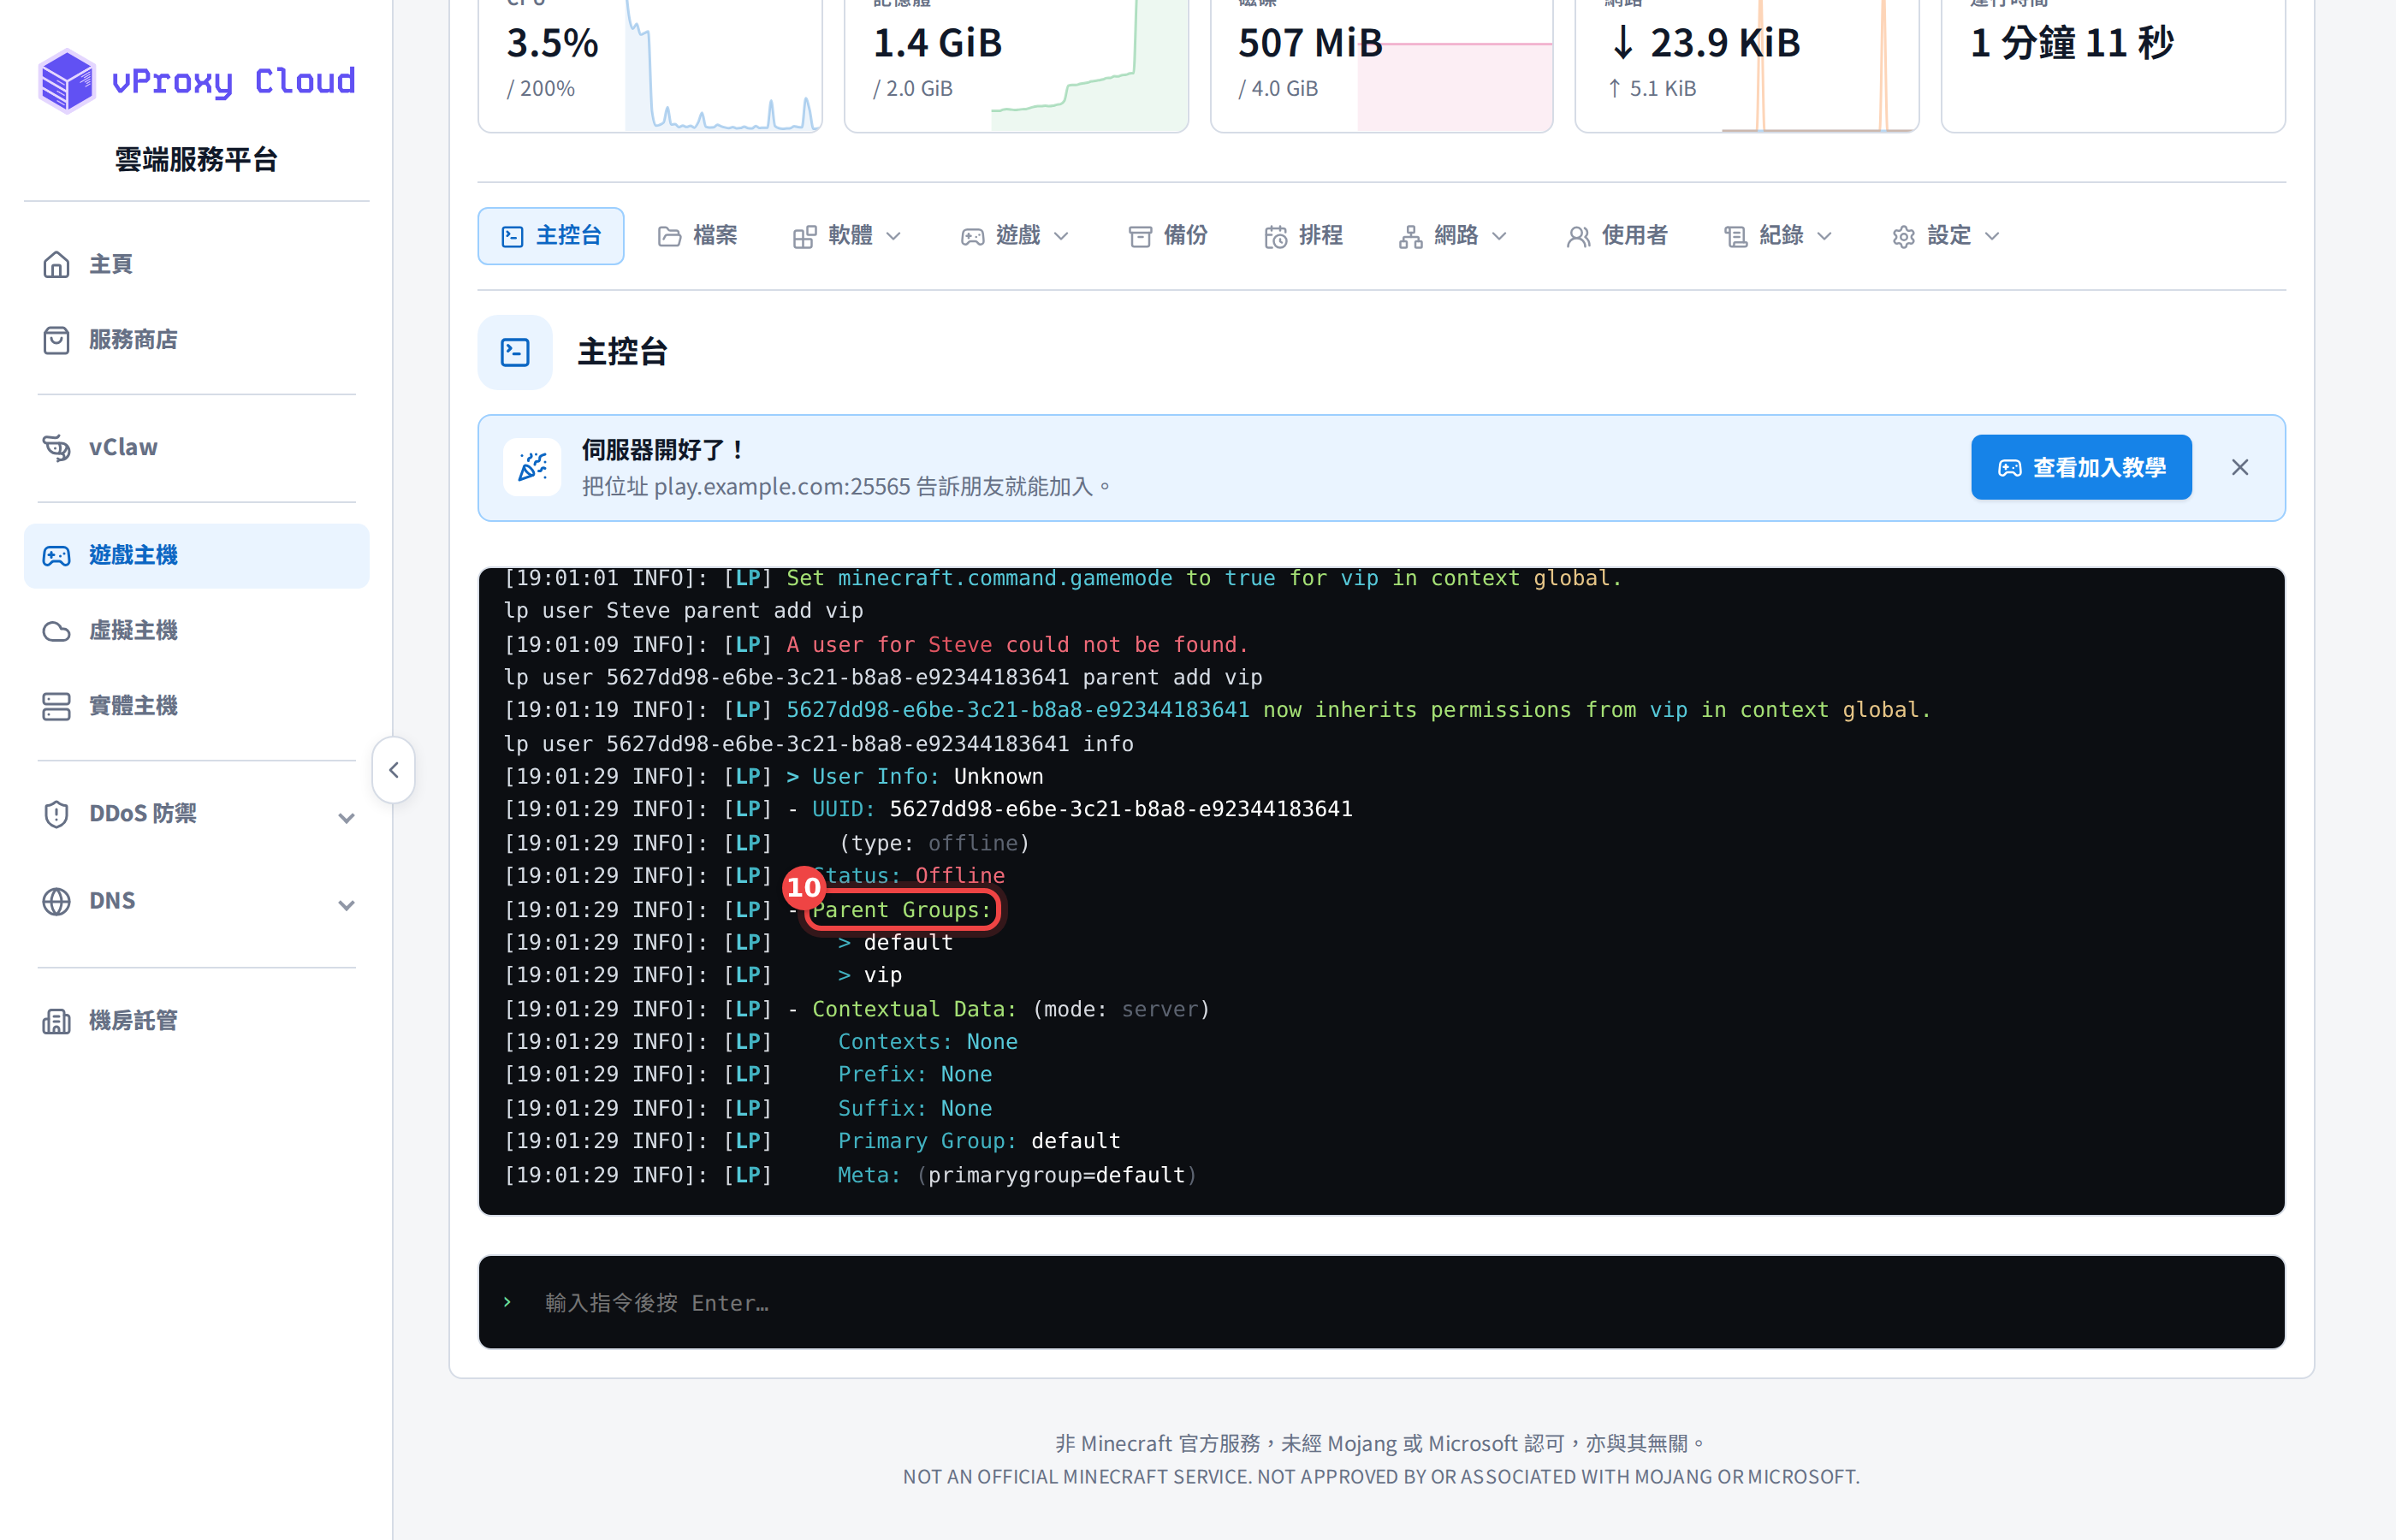 vProxy Cloud
雲端服務平台
主頁
服務商店
vClaw
遊戲主機
虛擬主機
實體主機
DDoS 防禦
DNS
機房託管
3.5%
/ 200%
1.4 GiB
/ 2.0 GiB
507 MiB
/ 4.0 GiB
↓ 23.9 KiB
↑ 5.1 KiB
1 分鐘 11 秒
主控台 檔案 軟體 遊戲 備份 排程 網路 使用者 紀錄 設定
主控台
伺服器開好了！
把位址 play.example.com:25565 告訴朋友就能加入。
查看加入教學
[19:01:01 INFO]: [LP] Set minecraft.command.gamemode to true for vip in context global.
lp user Steve parent add vip
[19:01:09 INFO]: [LP] A user for Steve could not be found.
lp user 5627dd98-e6be-3c21-b8a8-e92344183641 parent add vip
[19:01:19 INFO]: [LP] 5627dd98-e6be-3c21-b8a8-e92344183641 now inherits permissions from vip in context global.
lp user 5627dd98-e6be-3c21-b8a8-e92344183641 info
[19:01:29 INFO]: [LP] > User Info: Unknown
[19:01:29 INFO]: [LP] - UUID: 5627dd98-e6be-3c21-b8a8-e92344183641
[19:01:29 INFO]: [LP] (type: offline)
[19:01:29 INFO]: [LP] Status: Offline
10
[19:01:29 INFO]: [LP] - Parent Groups:
[19:01:29 INFO]: [LP] > default
[19:01:29 INFO]: [LP] > vip
[19:01:29 INFO]: [LP] - Contextual Data: (mode: server)
[19:01:29 INFO]: [LP] Contexts: None
[19:01:29 INFO]: [LP] Prefix: None
[19:01:29 INFO]: [LP] Suffix: None
[19:01:29 INFO]: [LP] Primary Group: default
[19:01:29 INFO]: [LP] Meta: (primarygroup=default)
› 輸入指令後按 Enter…
非 Minecraft 官方服務，未經 Mojang 或 Microsoft 認可，亦與其無關。
NOT AN OFFICIAL MINECRAFT SERVICE. NOT APPROVED BY OR ASSOCIATED WITH MOJANG OR MICROSOFT.